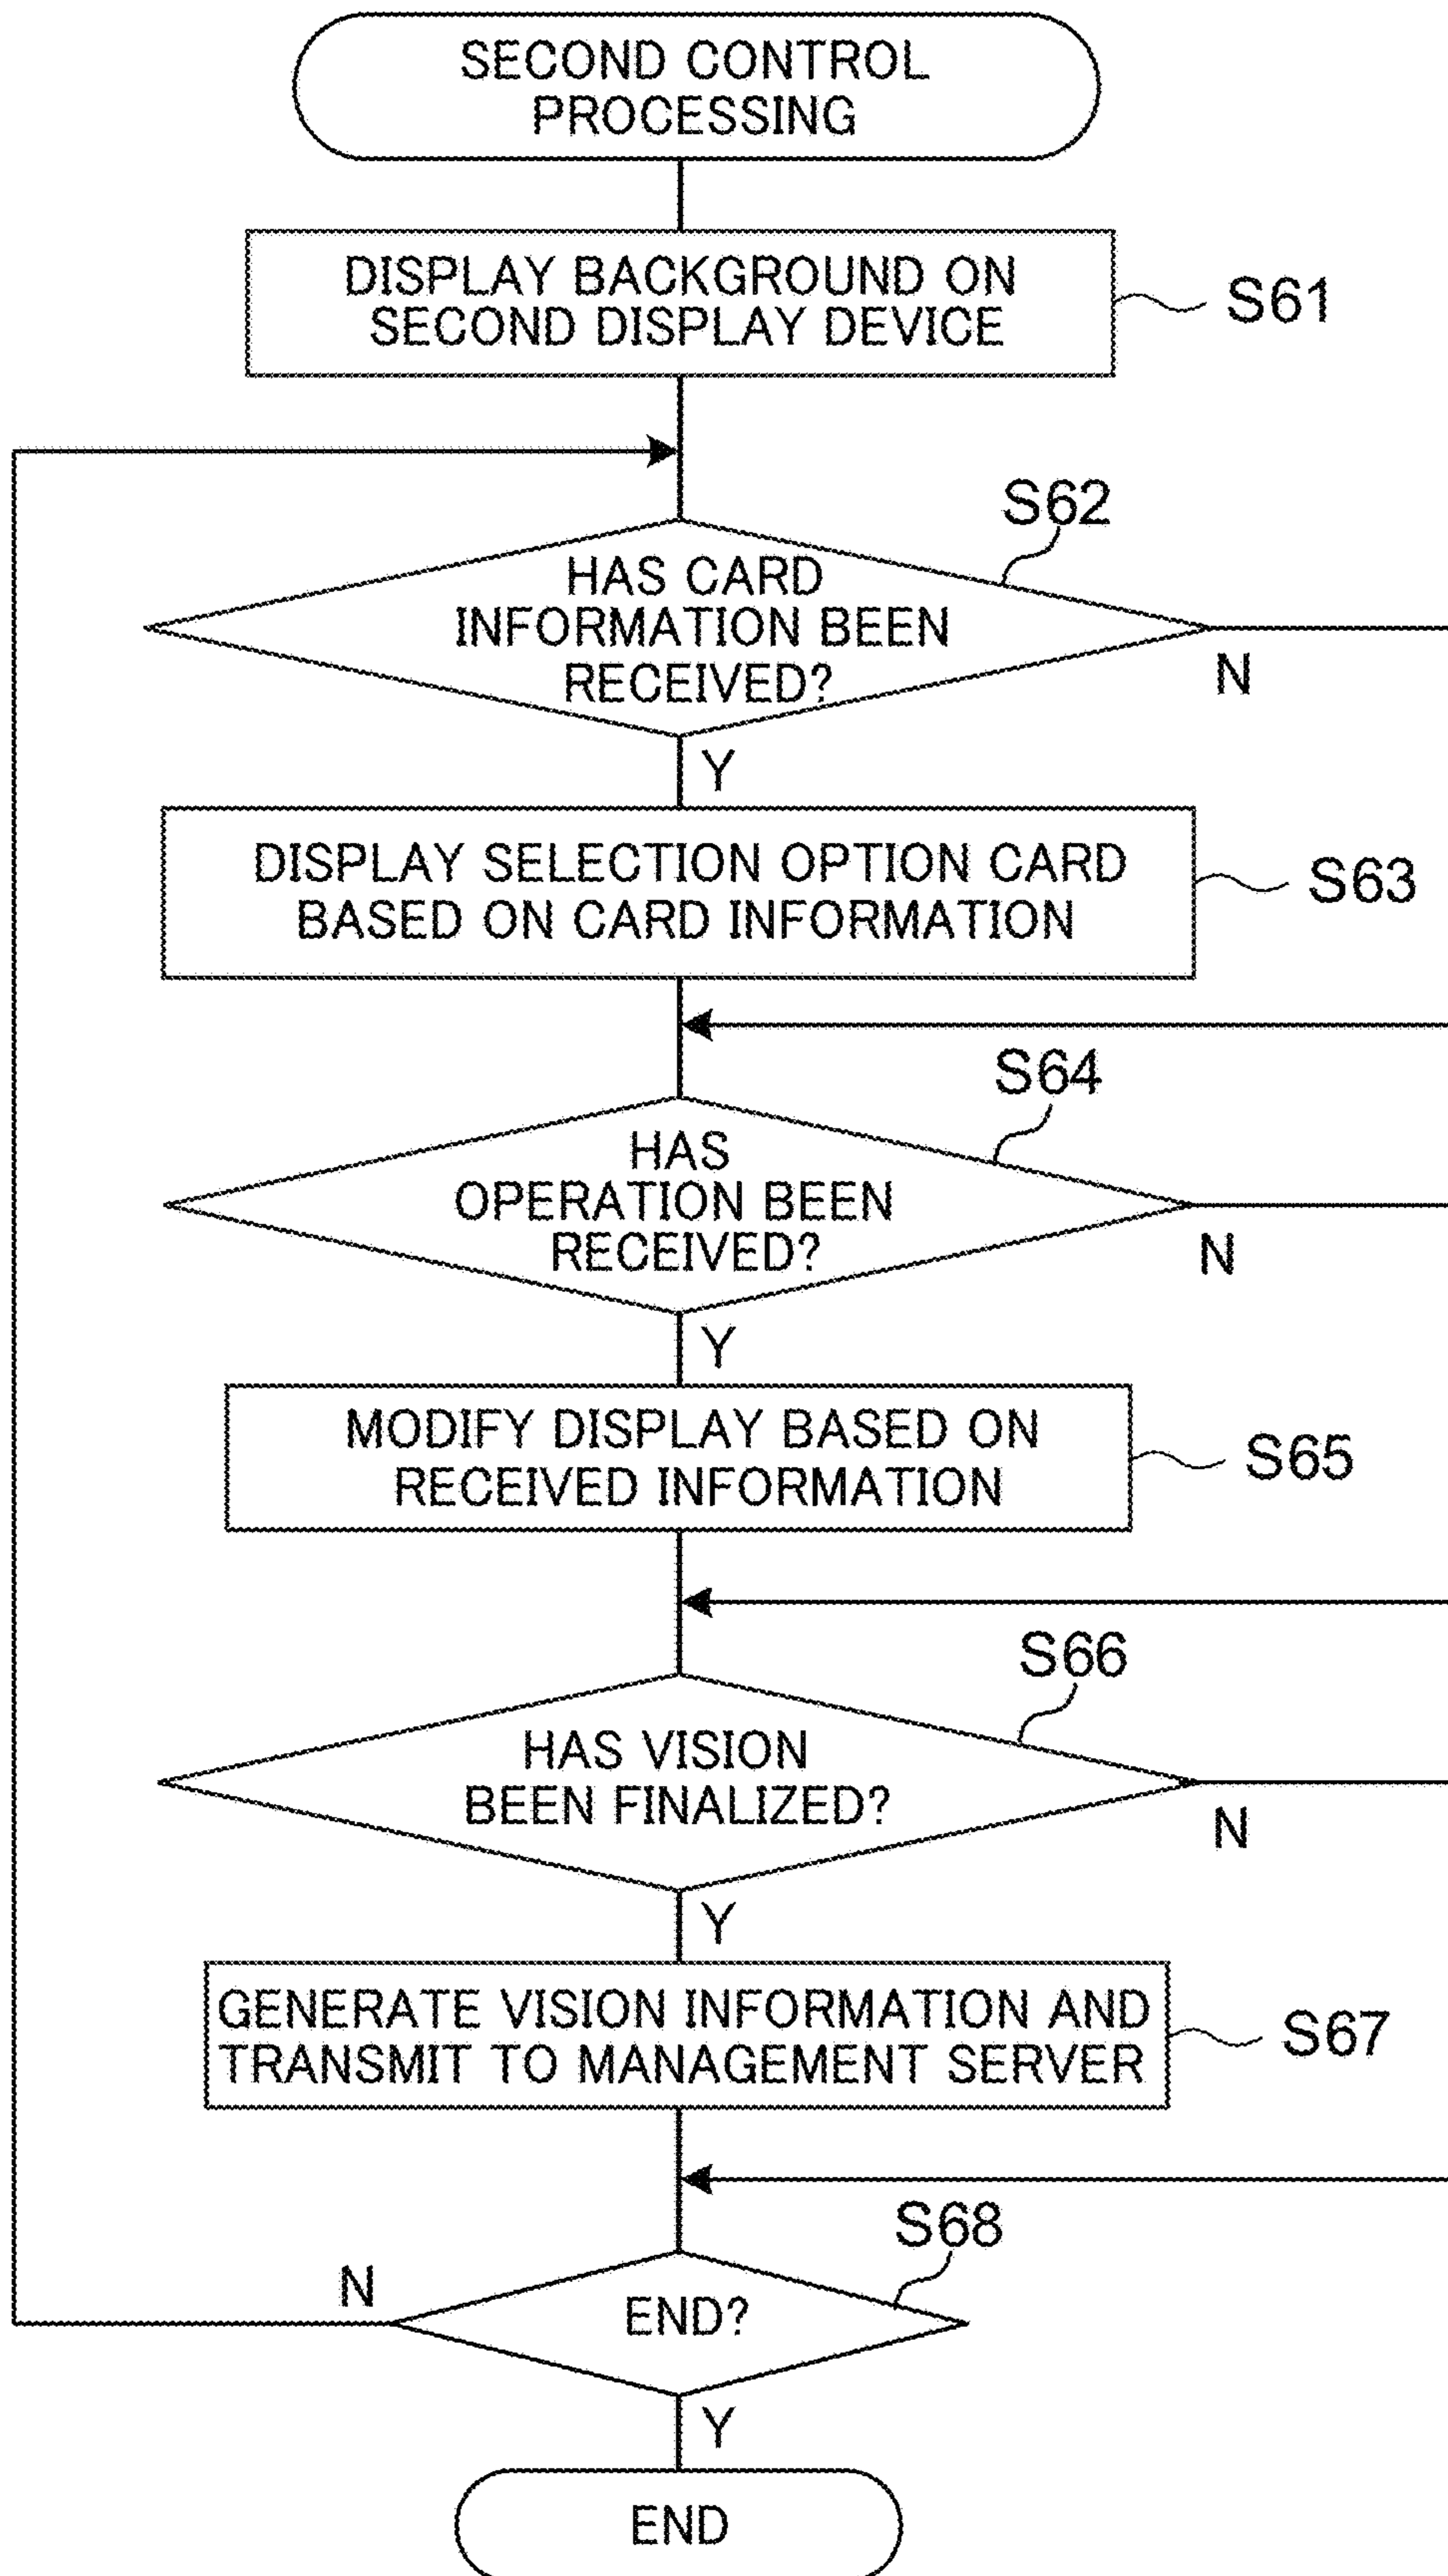 SECOND CONTROL
PROCESSING
DISPLAY BACKGROUND ON
SECOND DISPLAY DEVICE
S61
S62
HAS CARD
INFORMATION BEEN
RECEIVED?
N
Y
DISPLAY SELECTION OPTION CARD
BASED ON CARD INFORMATION
S63
S64
HAS
OPERATION BEEN
RECEIVED?
N
Y
MODIFY DISPLAY BASED ON
RECEIVED INFORMATION
S65
S66
HAS VISION
BEEN FINALIZED?
N
Y
GENERATE VISION INFORMATION AND
TRANSMIT TO MANAGEMENT SERVER
S67
S68
N
END?
Y
END